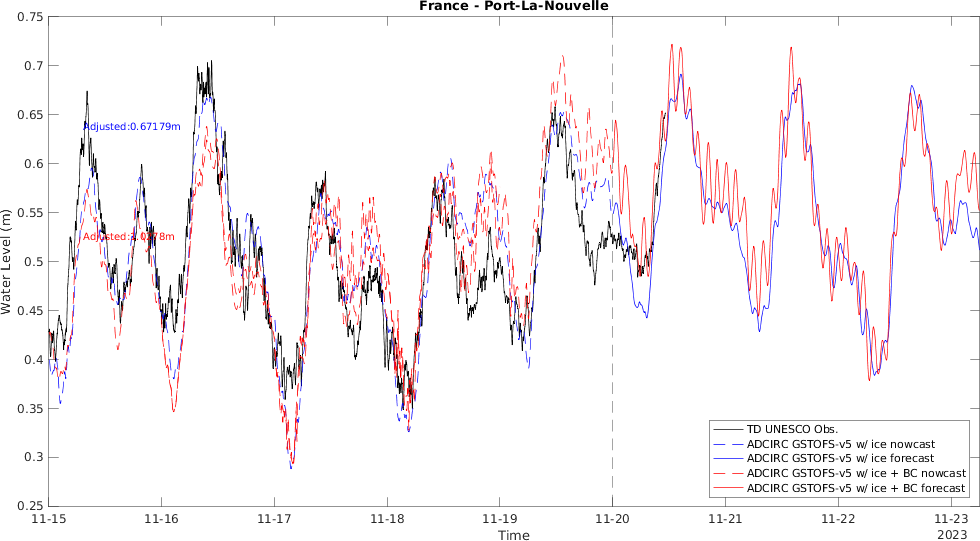 France - Port-La-Nouvelle
0.75
0.7
0.65
0.6
0.55
0.5
0.45
0.4
0.35
0.3
0.25
Water Level (m)
Adjusted:0.67179m
11-15
11-16
11-17
11-18
11-19
11-20
11-21
11-22
11-23
2023
Time
TD UNESCO Obs.
ADCIRC GSTOFS-v5 w/ ice nowcast
ADCIRC GSTOFS-v5 w/ ice forecast
ADCIRC GSTOFS-v5 w/ ice + BC nowcast
ADCIRC GSTOFS-v5 w/ ice + BC forecast